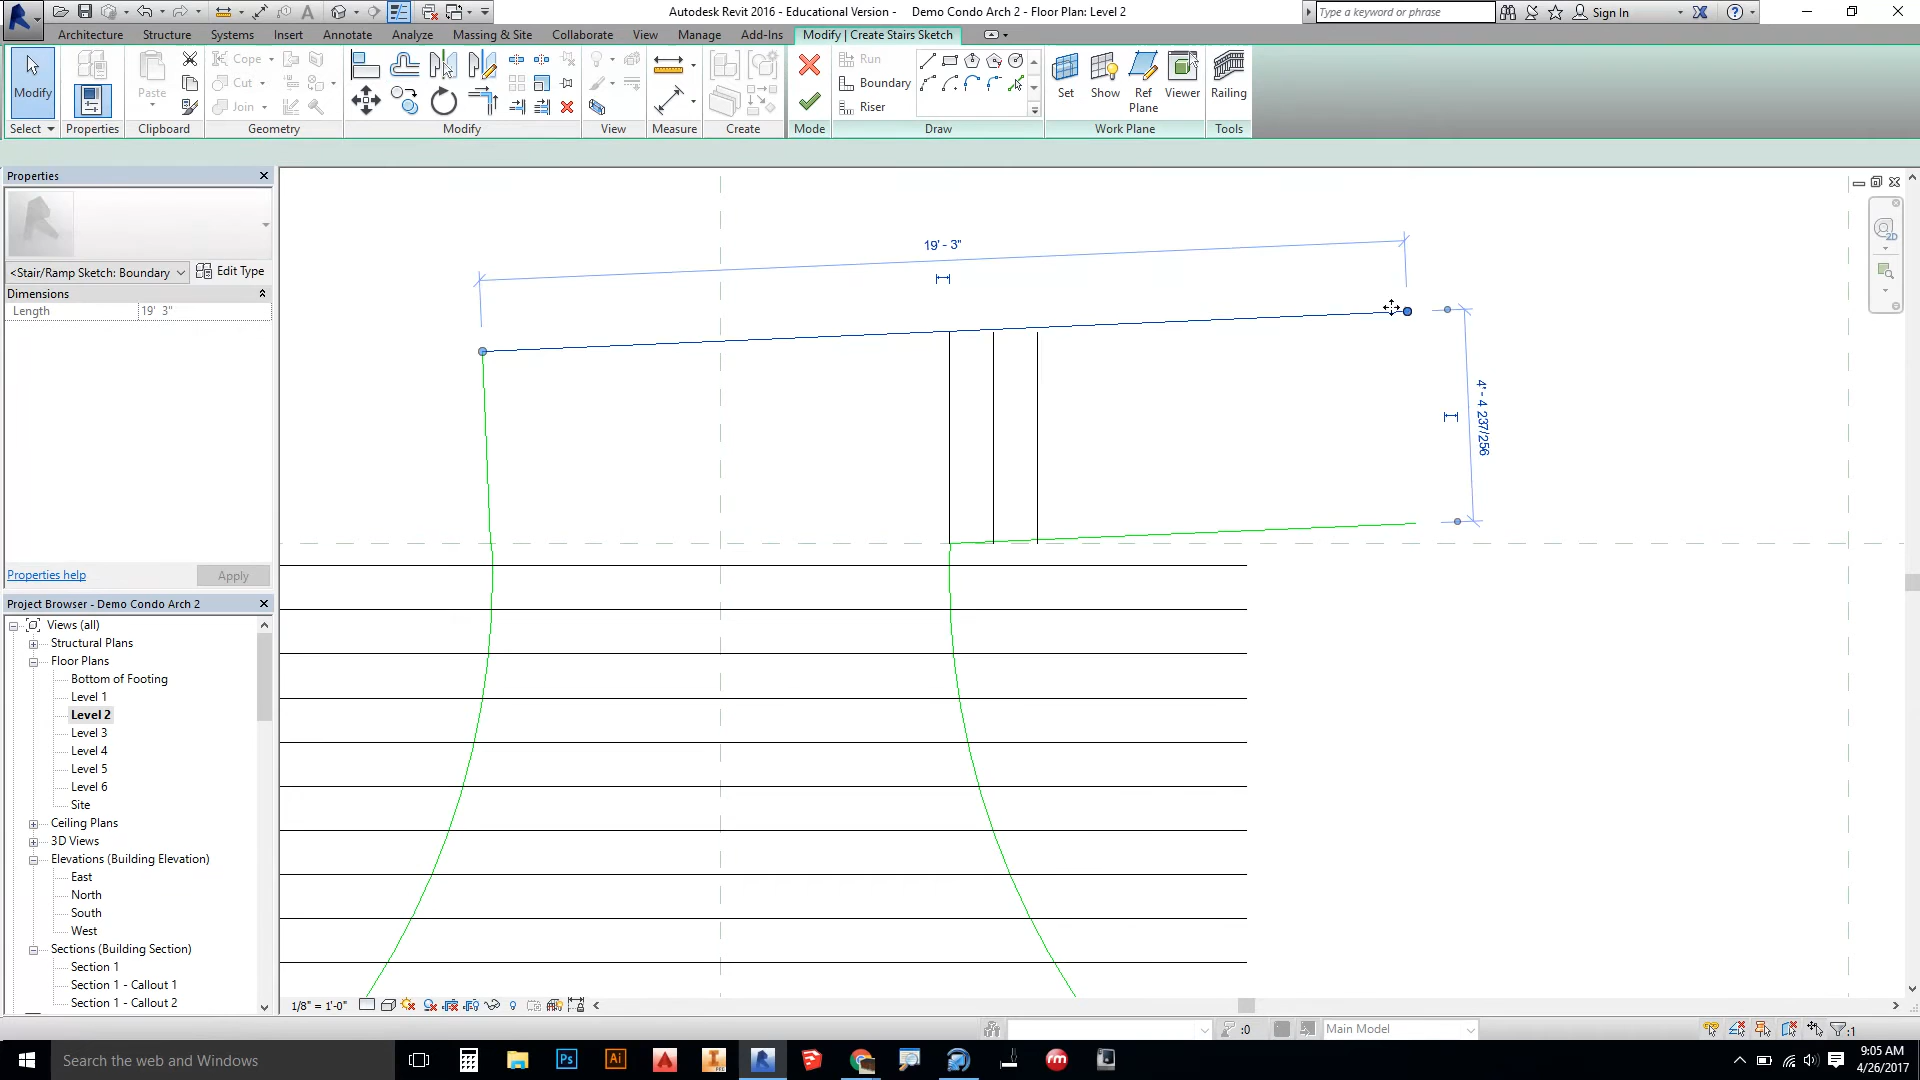 Autodesk Revit 2016 - Educational Version - Demo Condo Arch 2 - Floor Plan: Level 2
Type a keyword or phrase
Sign In
Architecture Structure Systems Insert Annotate Analyze Massing & Site Collaborate View Manage Add-Ins Modify | Create Stairs Sketch
Modify
Paste
Cope
Cut
Join
Run
Boundary
Riser
Set
Show
Ref
Plane
Viewer
Railing
Select Properties Clipboard Geometry Modify View Measure Create Mode Draw Work Plane Tools
Properties
<Stair/Ramp Sketch: Boundary
Edit Type
Dimensions
Length 19' 3"
Properties help
Apply
Project Browser - Demo Condo Arch 2
Views (all)
Structural Plans
Floor Plans
Bottom of Footing
Level 1
Level 2
Level 3
Level 4
Level 5
Level 6
Site
Ceiling Plans
3D Views
Elevations (Building Elevation)
East
North
South
West
Sections (Building Section)
Section 1
Section 1 - Callout 1
Section 1 - Callout 2
19' - 3"
4' - 4 237/256
2D
1/8" = 1'-0"
:0
Main Model
:1
Search the web and Windows
Ps
Ai
rm
9:05 AM
4/26/2017